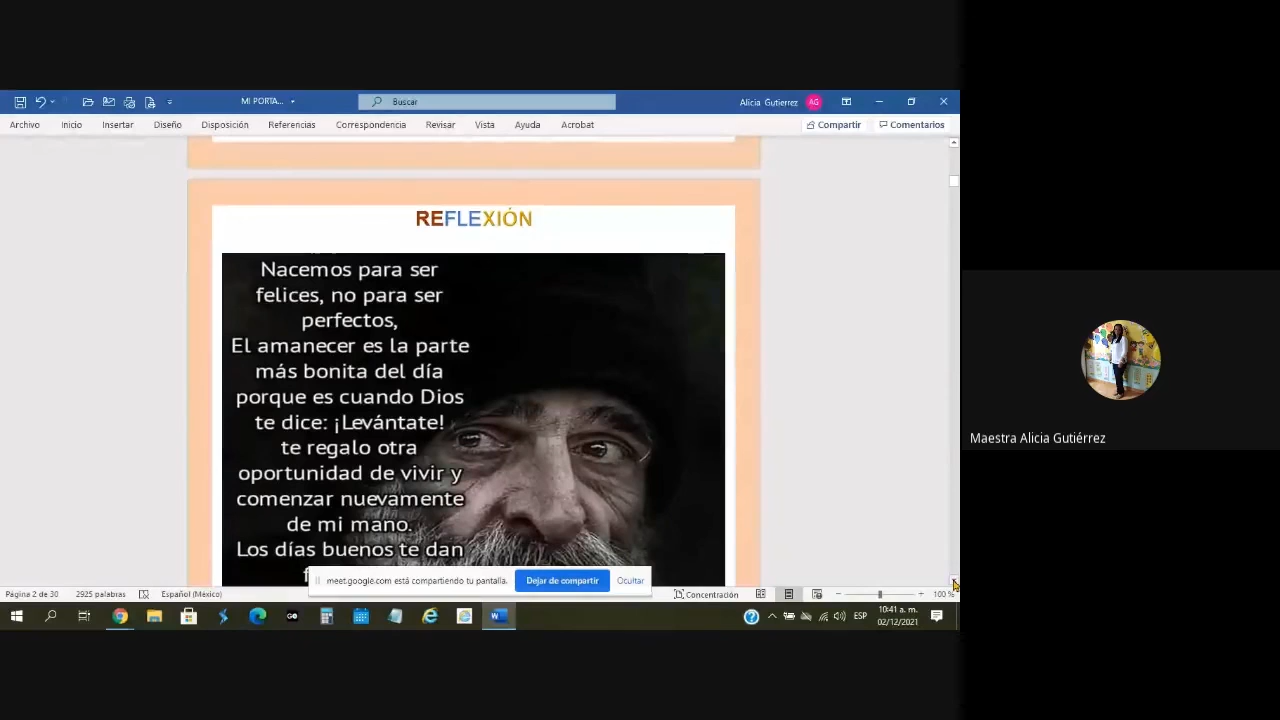 MI PORTA...
Buscar
Alicia Gutierrez AG
Archivo Inicio Insertar Diseño Disposición Referencias Correspondencia Revisar Vista Ayuda Acrobat Compartir Comentarios
REFLEXIÓN
Nacemos para ser
felices, no para ser
perfectos,
El amanecer es la parte
más bonita del día
porque es cuando Dios
te dice: ¡Levántate!
te regalo otra
oportunidad de vivir y
comenzar nuevamente
de mi mano.
Los días buenos te dan
meet.google.com está compartiendo tu pantalla. Dejar de compartir Ocultar
Página 2 de 30 2925 palabras Español (México) Concentración 100 %
ESP
10:41 a. m.
02/12/2021
Maestra Alicia Gutiérrez